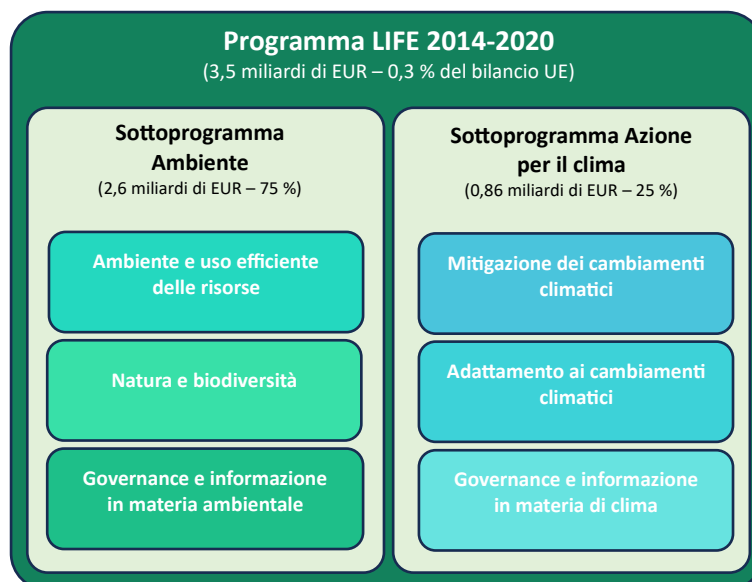 Programma LIFE 2014-2020
(3,5 miliardi di EUR – 0,3 % del bilancio UE)
Sottoprogramma
Ambiente
(2,6 miliardi di EUR – 75 %)
Ambiente e uso efficiente
delle risorse
Natura e biodiversità
Governance e informazione
in materia ambientale
Sottoprogramma Azione
per il clima
(0,86 miliardi di EUR – 25 %)
Mitigazione dei cambiamenti
climatici
Adattamento ai cambiamenti
climatici
Governance e informazione
in materia di clima